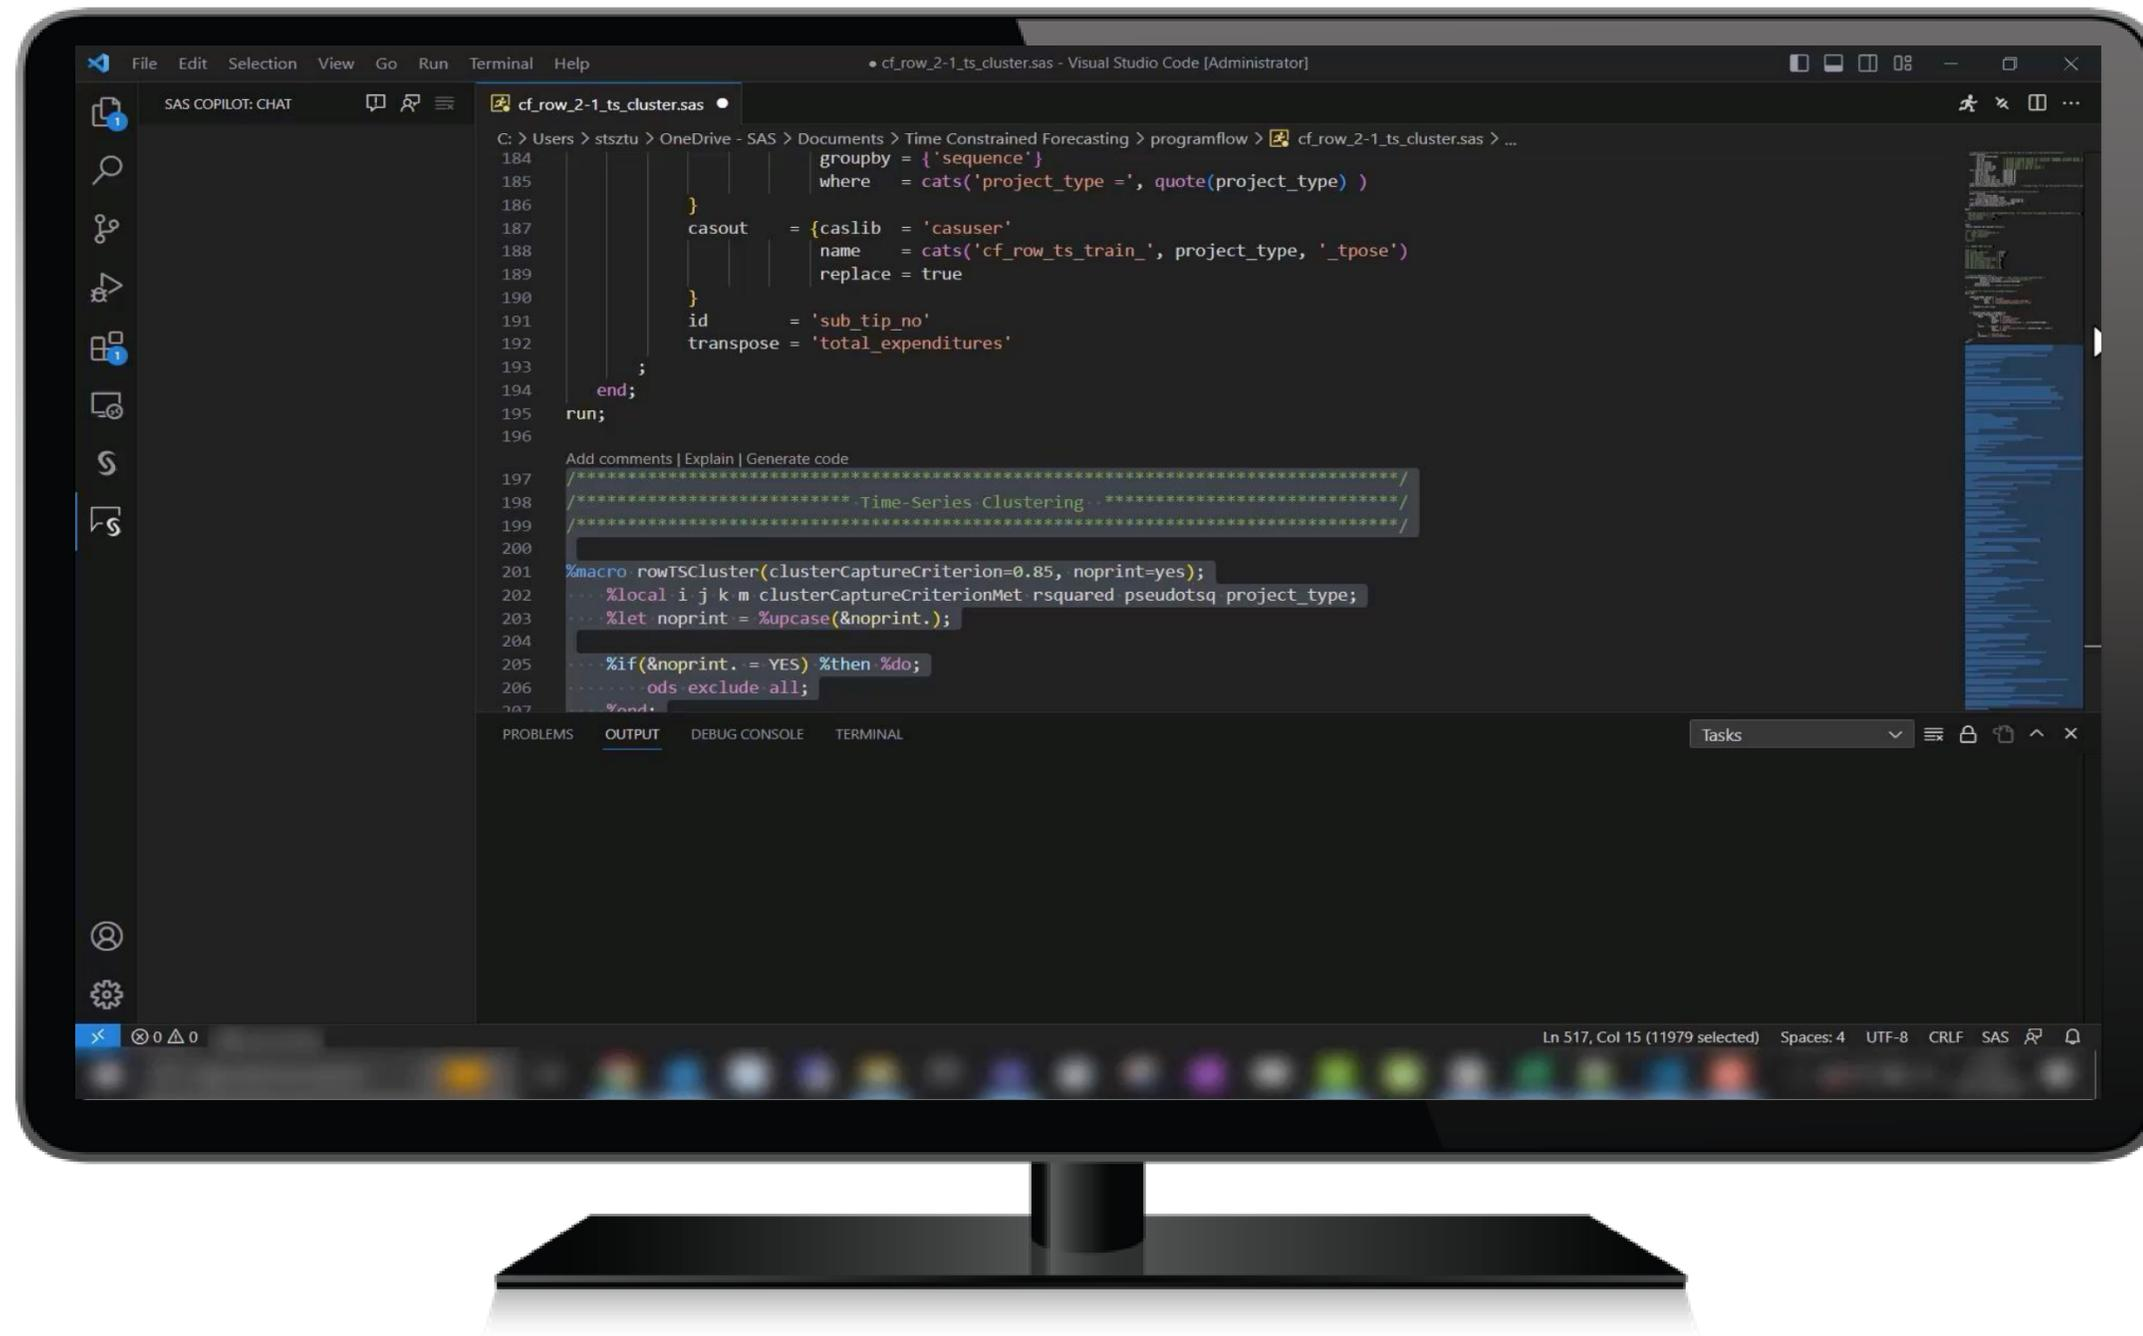 File Edit Selection View Go Run Terminal Help
● cf_row_2-1_ts_cluster.sas - Visual Studio Code [Administrator]
SAS COPILOT: CHAT
cf_row_2-1_ts_cluster.sas ●
C: > Users > stsztu > OneDrive - SAS > Documents > Time Constrained Forecasting > programflow > cf_row_2-1_ts_cluster.sas > ...
184 groupby = {'sequence'}
185 where = cats('project_type =', quote(project_type) )
186 }
187 casout = {caslib = 'casuser'
188 name = cats('cf_row_ts_train_', project_type, '_tpose')
189 replace = true
190 }
191 id = 'sub_tip_no'
192 transpose = 'total_expenditures'
193 ;
194 end;
195 run;
196
Add comments | Explain | Generate code
197 /********************************************************************************/
198 /*************************** Time-Series Clustering *****************************/
199 /********************************************************************************/
200
201 %macro rowTSCluster(clusterCaptureCriterion=0.85, noprint=yes);
202 %local i j k m clusterCaptureCriterionMet rsquared pseudotsq project_type;
203 %let noprint = %upcase(&noprint.);
204
205 %if(&noprint. = YES) %then %do;
206 ods exclude all;
207 %end;
PROBLEMS OUTPUT DEBUG CONSOLE TERMINAL
Tasks
1
1
0 0
Ln 517, Col 15 (11979 selected) Spaces: 4 UTF-8 CRLF SAS